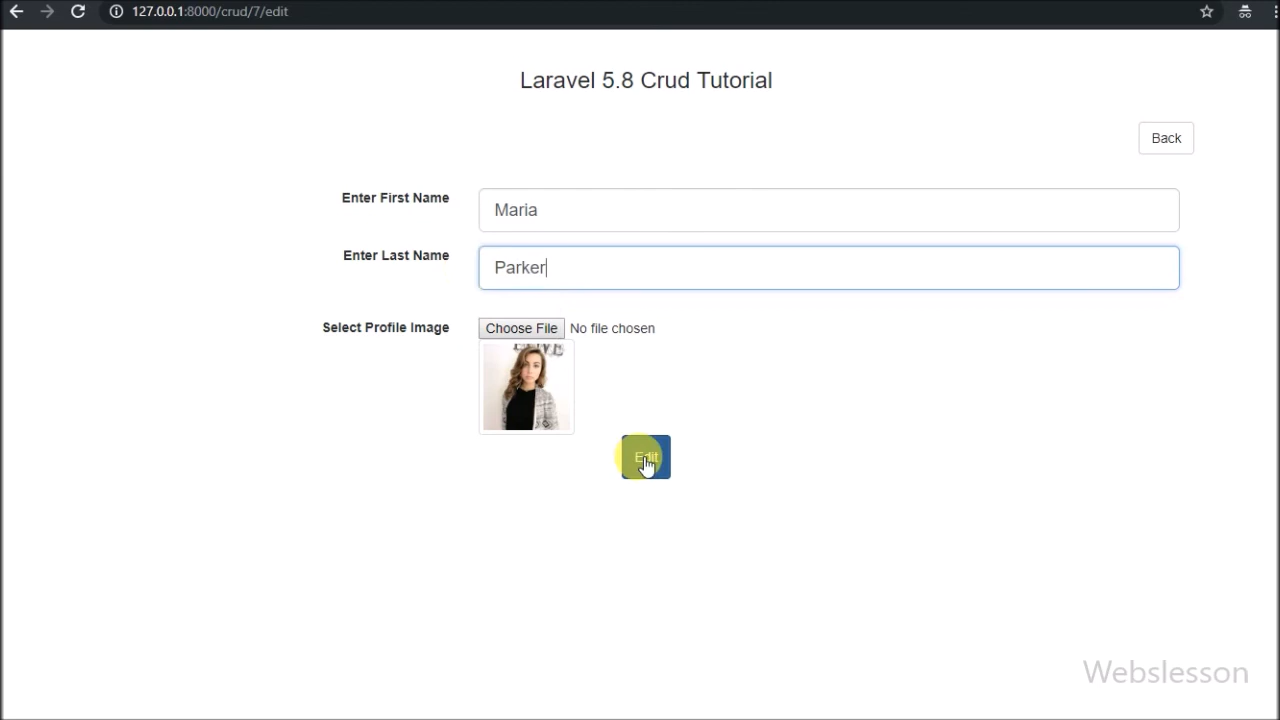 127.0.0.1:8000/crud/7/edit
Laravel 5.8 Crud Tutorial
Back
Enter First Name
Maria
Enter Last Name
Parker
Select Profile Image
Choose File No file chosen
Edit
Webslesson